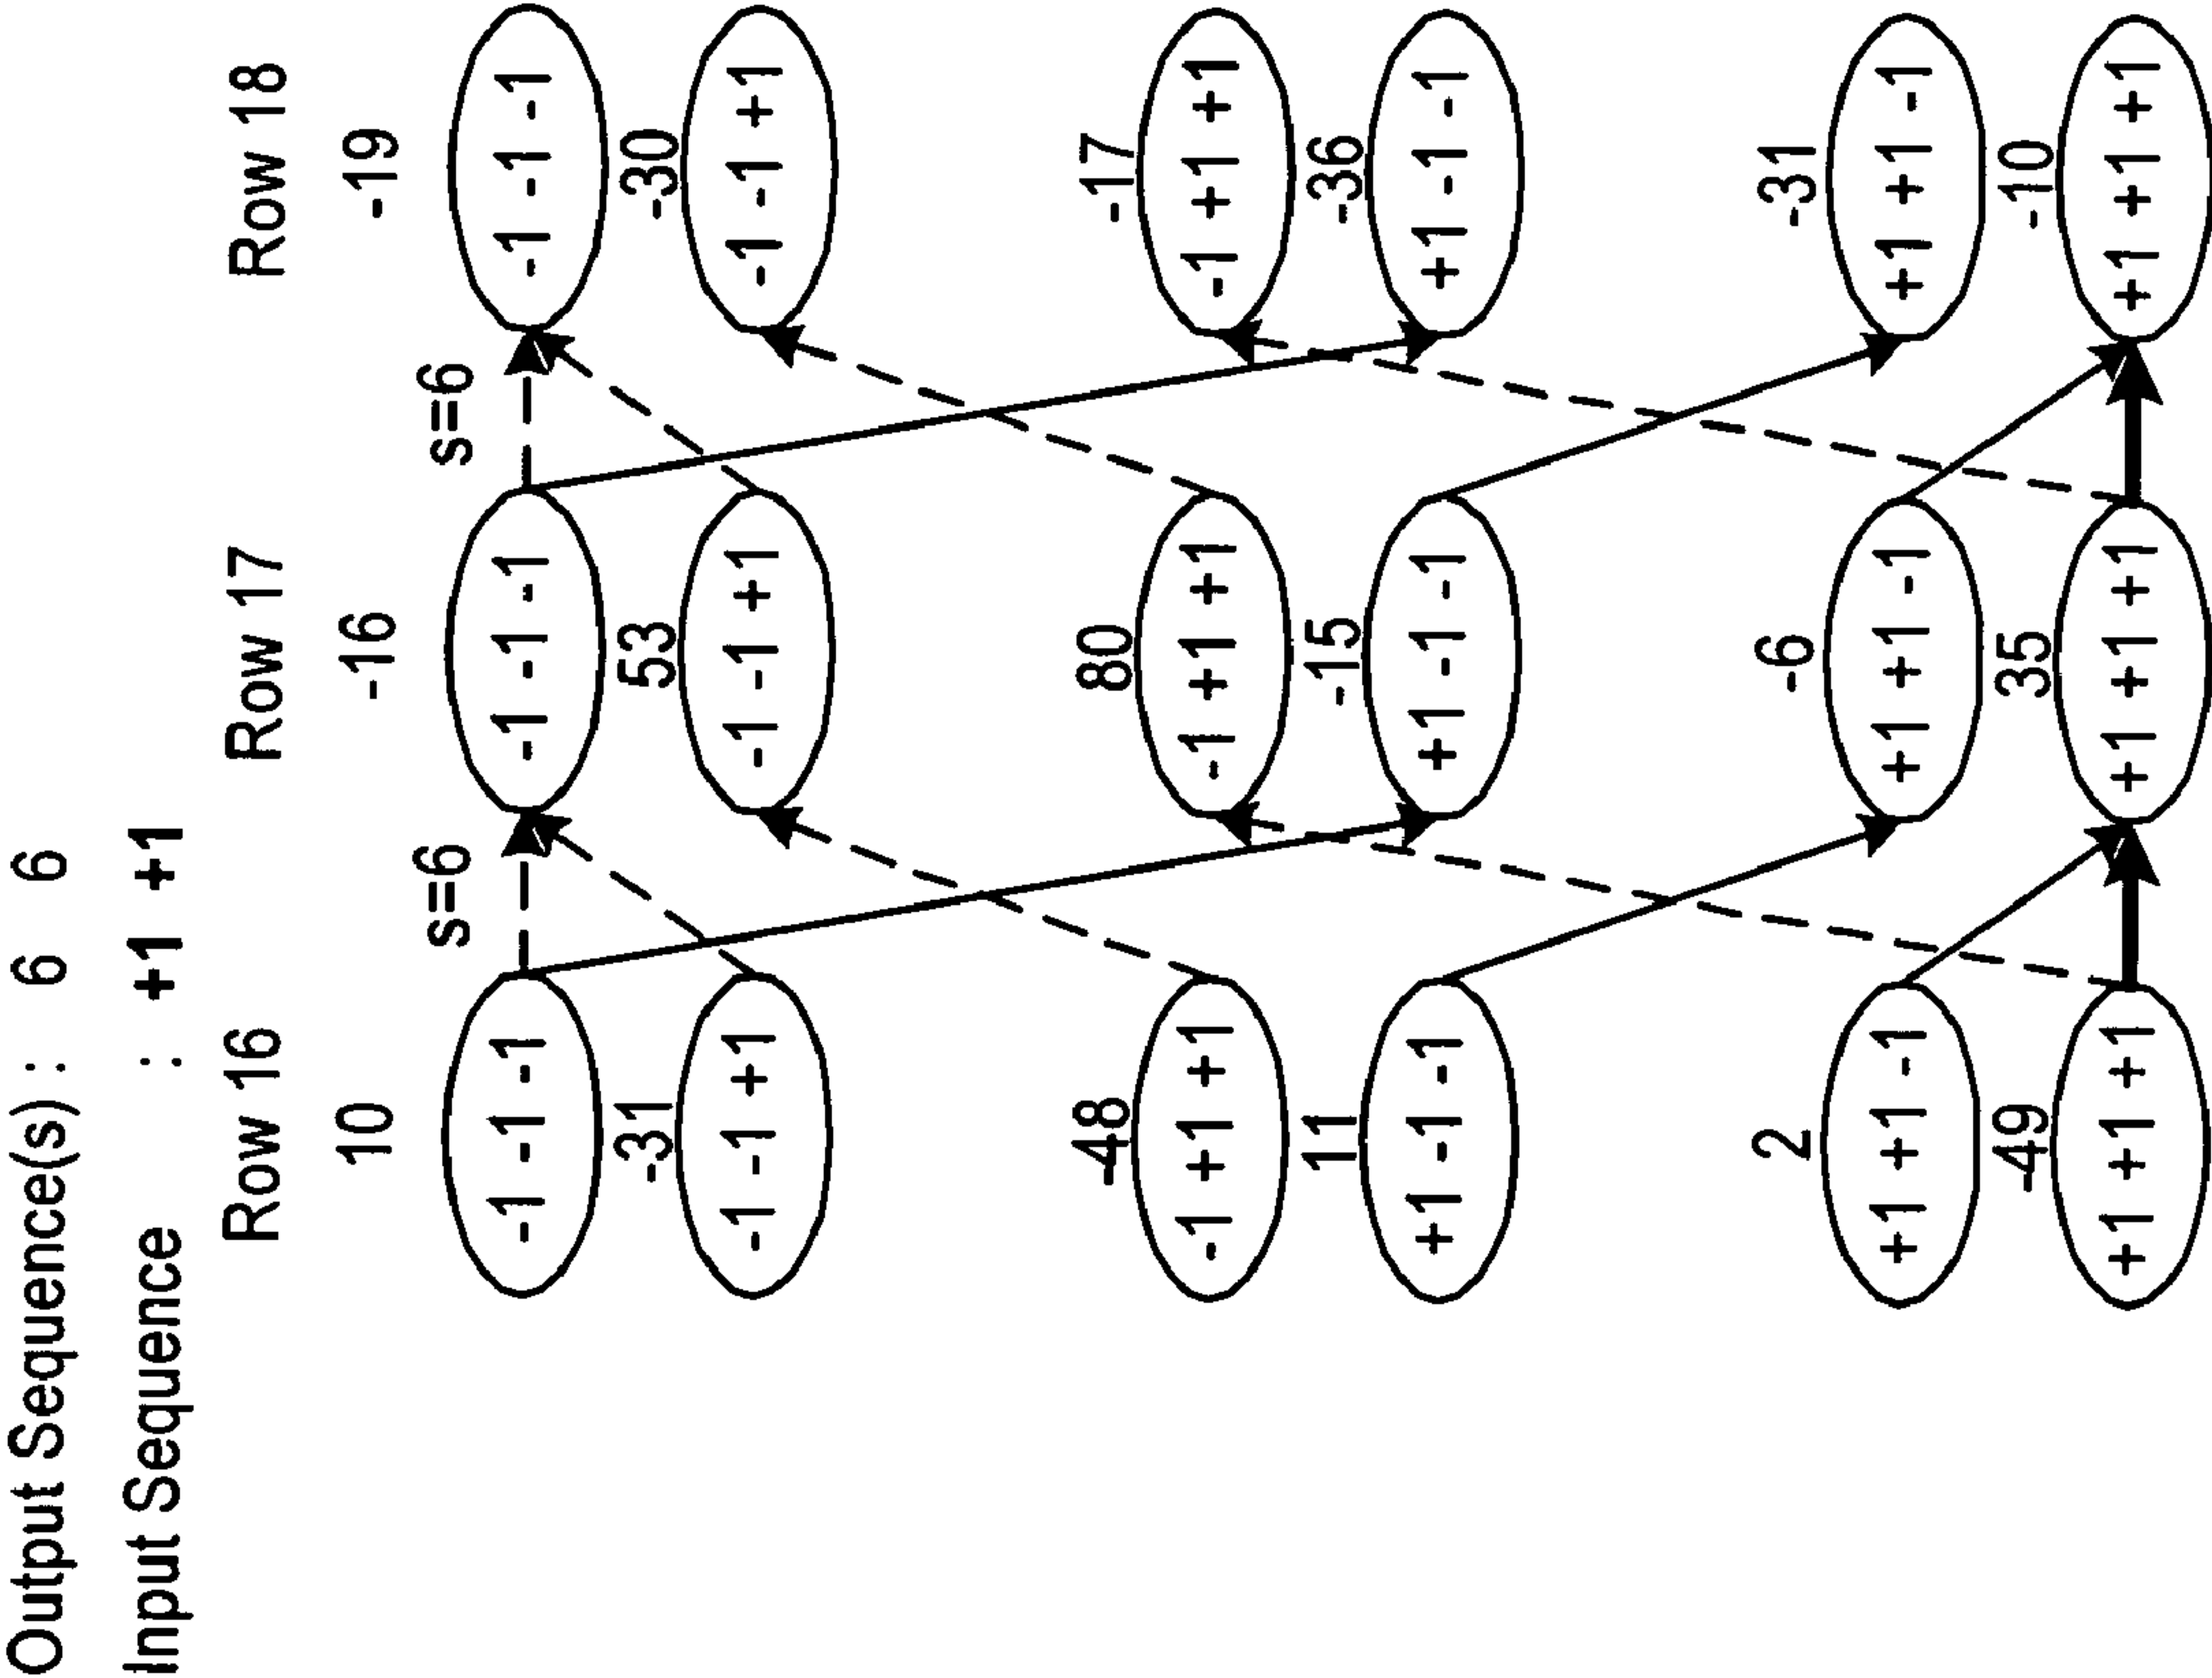 Output Sequence(s) : 6 6
Input Sequence : +1 +1
Row 16 Row 17 Row 18
10 -16 -19
s=6 s=6
-1 -1 -1 -1 -1 -1 -1 -1 -1
-31 53 -30
-1 -1 +1 -1 -1 +1 -1 -1 +1
-48 80 -17
-1 +1 +1 -1 +1 +1 -1 +1 +1
11 -15 -36
+1 -1 -1 +1 -1 -1 +1 -1 -1
2 -6 -31
+1 +1 -1 +1 +1 -1 +1 +1 -1
-49 35 -10
+1 +1 +1 +1 +1 +1 +1 +1 +1